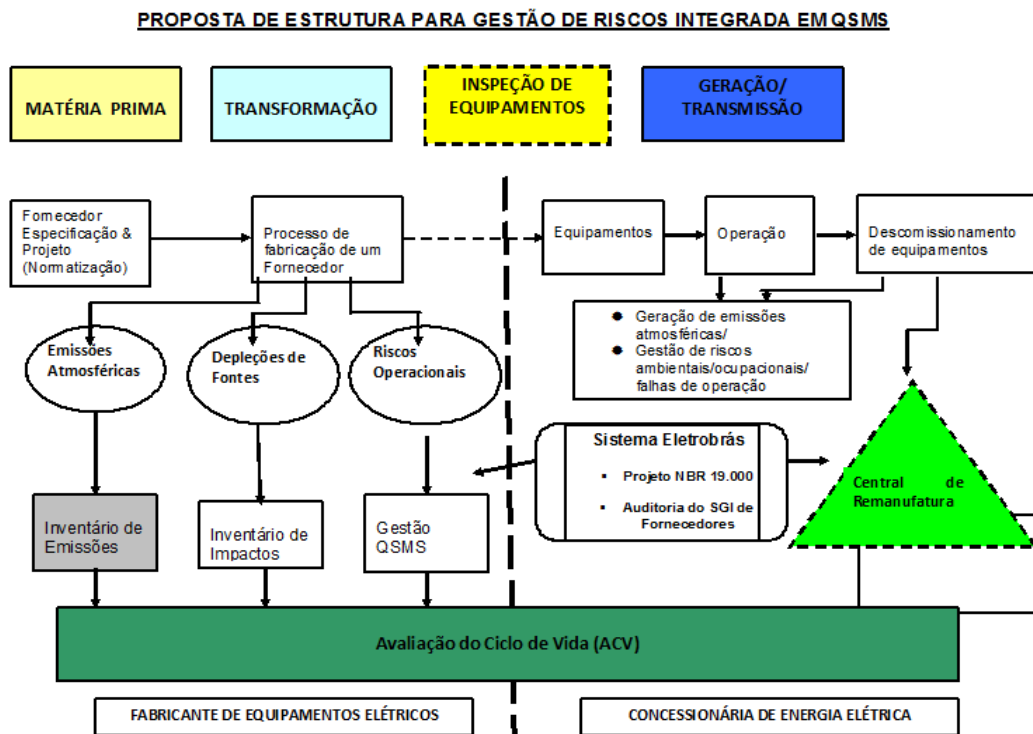 PROPOSTA DE ESTRUTURA PARA GESTÃO DE RISCOS INTEGRADA EM QSMS
MATÉRIA PRIMA
TRANSFORMAÇÃO
INSPEÇÃO DE
EQUIPAMENTOS
GERAÇÃO/
TRANSMISSÃO
Fornecedor
Especificação &
Projeto
(Normatização)
Processo de
fabricação de um
Fornecedor
Equipamentos
Operação
Descomissionamento
de equipamentos
Emissões
Atmosféricas
Depleções de
Fontes
Riscos
Operacionais
● Geração de emissões
atmosféricas/
● Gestão de riscos
ambientais/ocupacionais/
falhas de operação
Sistema Eletrobrás
▪ Projeto NBR 19.000
▪ Auditoria do SGI de
Fornecedores
Central de
Remanufatura
Inventário de
Emissões
Inventário de
Impactos
Gestão
QSMS
Avaliação do Ciclo de Vida (ACV)
FABRICANTE DE EQUIPAMENTOS ELÉTRICOS
CONCESSIONÁRIA DE ENERGIA ELÉTRICA